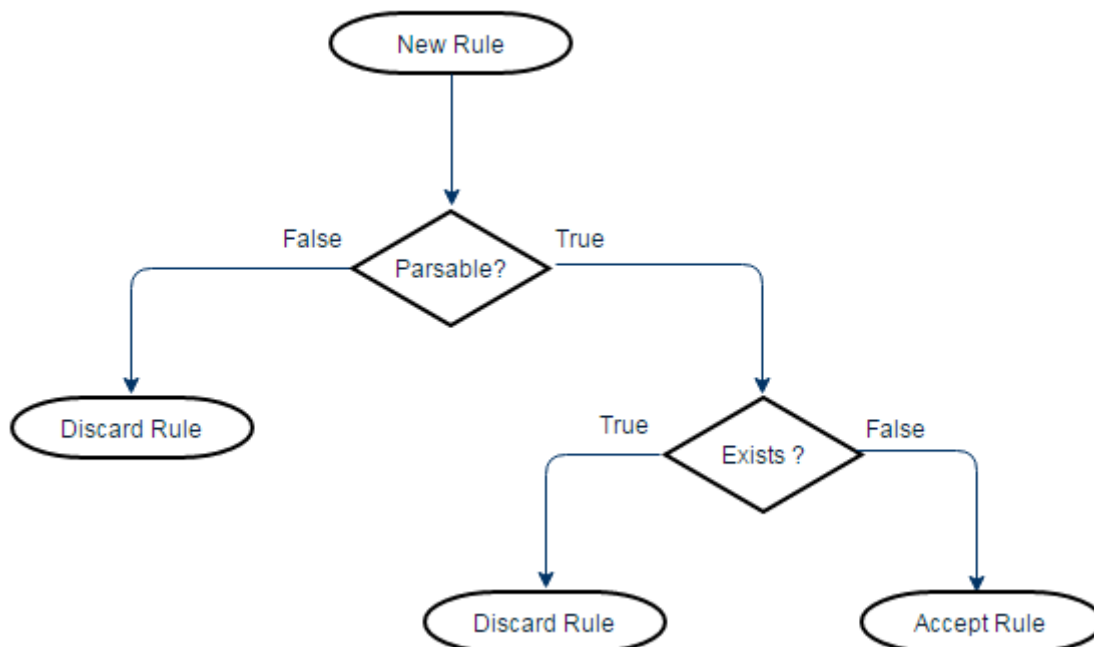 New Rule
False
True
Parsable?
Discard Rule
True
False
Exists ?
Discard Rule
Accept Rule